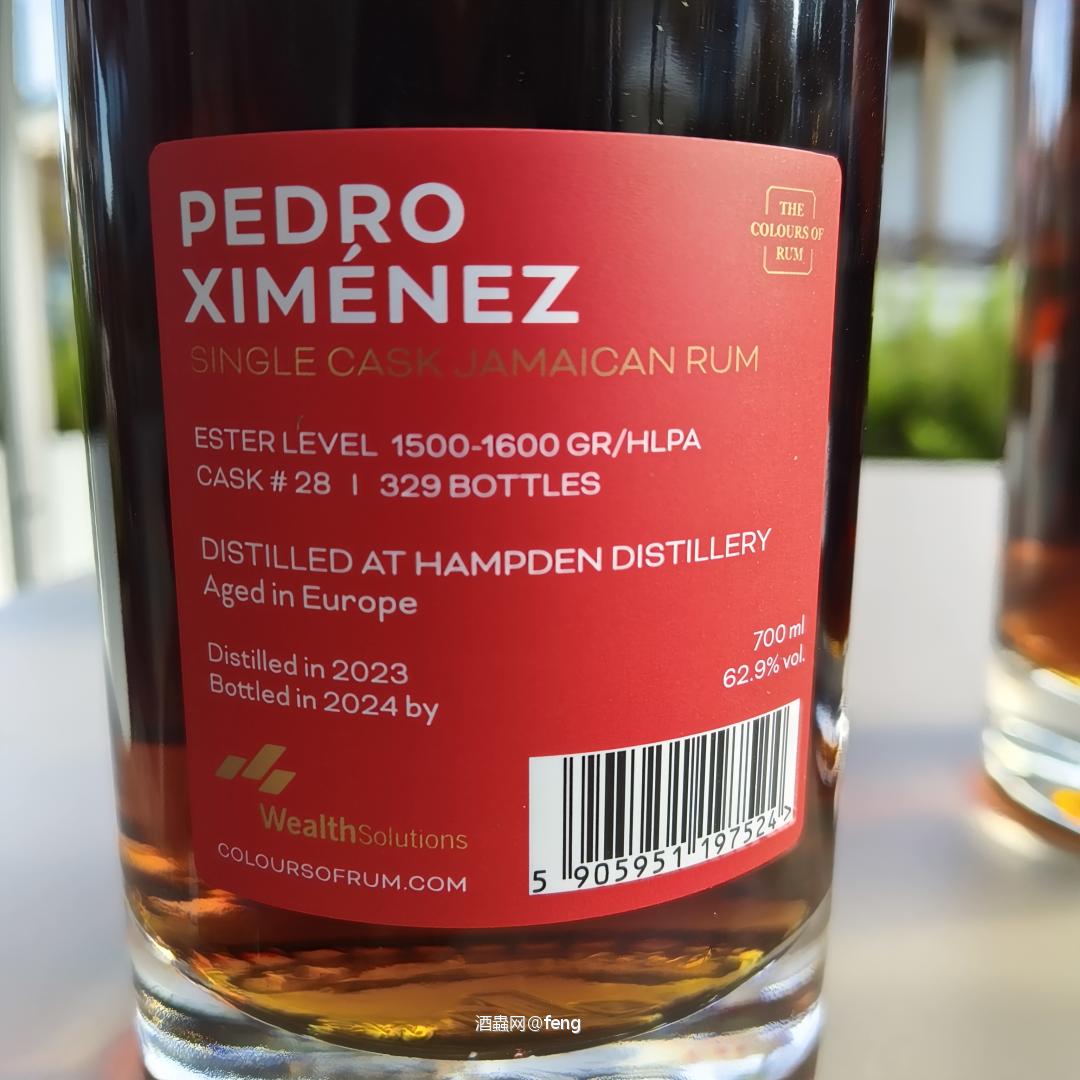 PEDRO
XIMÉNEZ
THE
COLOURS OF
RUM
SINGLE CASK JAMAICAN RUM
ESTER LEVEL 1500-1600 GR/HLPA
CASK # 28 | 329 BOTTLES
DISTILLED AT HAMPDEN DISTILLERY
Aged in Europe
Distilled in 2023
Bottled in 2024 by
700 ml
62.9% vol.
WealthSolutions
COLOURSOFRUM.COM
5 905951 197524 >
酒蟲网@feng